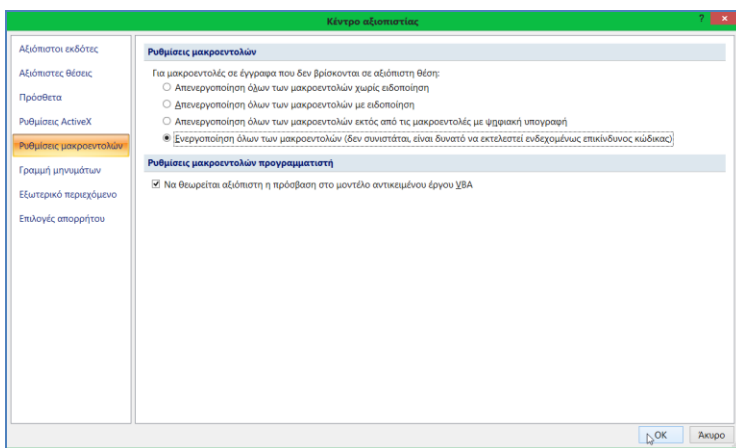 Κέντρο αξιοπιστίας
?
Αξιόπιστοι εκδότες
Αξιόπιστες θέσεις
Πρόσθετα
Ρυθμίσεις ActiveX
Ρυθμίσεις μακροεντολών
Γραμμή μηνυμάτων
Εξωτερικό περιεχόμενο
Επιλογές απορρήτου
Ρυθμίσεις μακροεντολών
Για μακροεντολές σε έγγραφα που δεν βρίσκονται σε αξιόπιστη θέση:
Απενεργοποίηση όλων των μακροεντολών χωρίς ειδοποίηση
Απενεργοποίηση όλων των μακροεντολών με ειδοποίηση
Απενεργοποίηση όλων των μακροεντολών εκτός από τις μακροεντολές με ψηφιακή υπογραφή
Ενεργοποίηση όλων των μακροεντολών (δεν συνιστάται, είναι δυνατό να εκτελεστεί ενδεχομένως επικίνδυνος κώδικας)
Ρυθμίσεις μακροεντολών προγραμματιστή
Να θεωρείται αξιόπιστη η πρόσβαση στο μοντέλο αντικειμένου έργου VBA
OK
Άκυρο